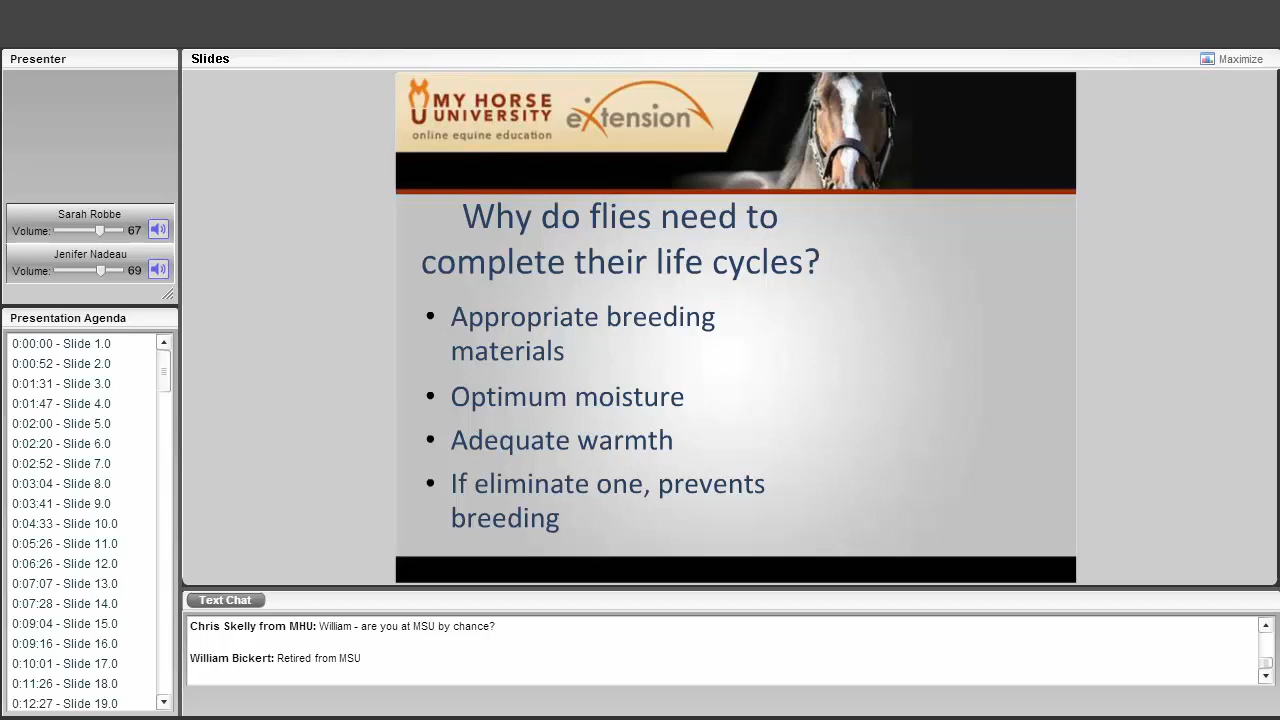 Presenter
Sarah Robbe
Volume: 67
Jenifer Nadeau
Volume: 69
Presentation Agenda
0:00:00 - Slide 1.0
0:00:52 - Slide 2.0
0:01:31 - Slide 3.0
0:01:47 - Slide 4.0
0:02:00 - Slide 5.0
0:02:20 - Slide 6.0
0:02:52 - Slide 7.0
0:03:04 - Slide 8.0
0:03:41 - Slide 9.0
0:04:33 - Slide 10.0
0:05:26 - Slide 11.0
0:06:26 - Slide 12.0
0:07:07 - Slide 13.0
0:07:28 - Slide 14.0
0:09:04 - Slide 15.0
0:09:16 - Slide 16.0
0:10:01 - Slide 17.0
0:11:26 - Slide 18.0
0:12:27 - Slide 19.0
Slides
Maximize
MY HORSE
UNIVERSITY
online equine education
eXtension
Why do flies need to
complete their life cycles?
• Appropriate breeding
materials
• Optimum moisture
• Adequate warmth
• If eliminate one, prevents
breeding
Text Chat
Chris Skelly from MHU: William - are you at MSU by chance?
William Bickert: Retired from MSU